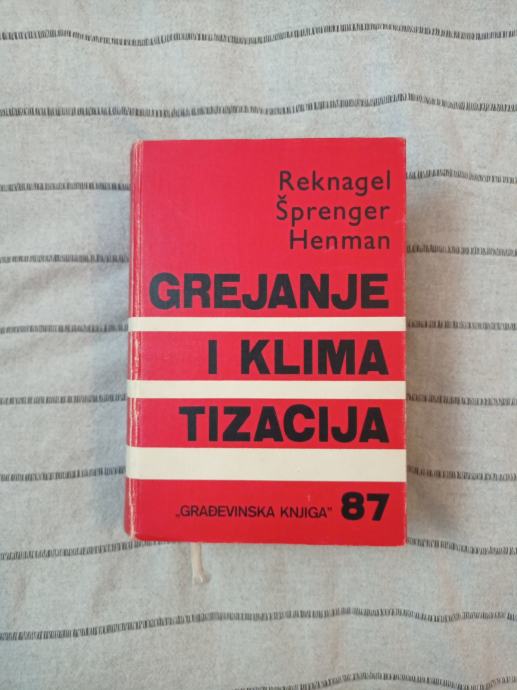 Reknagel
Šprenger
Henman
GREJANJE
I KLIMA
TIZACIJA
„GRAĐEVINSKA KNJIGA” 87